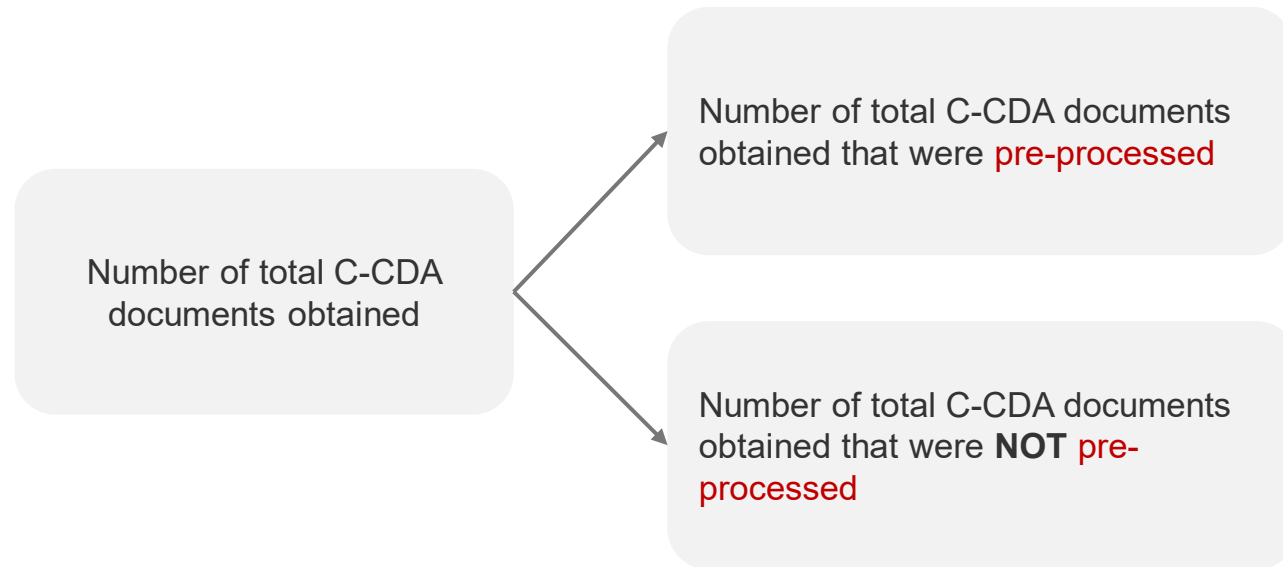 Number of total C-CDA
documents obtained
Number of total C-CDA documents
obtained that were pre-processed
Number of total C-CDA documents
obtained that were NOT pre-
processed